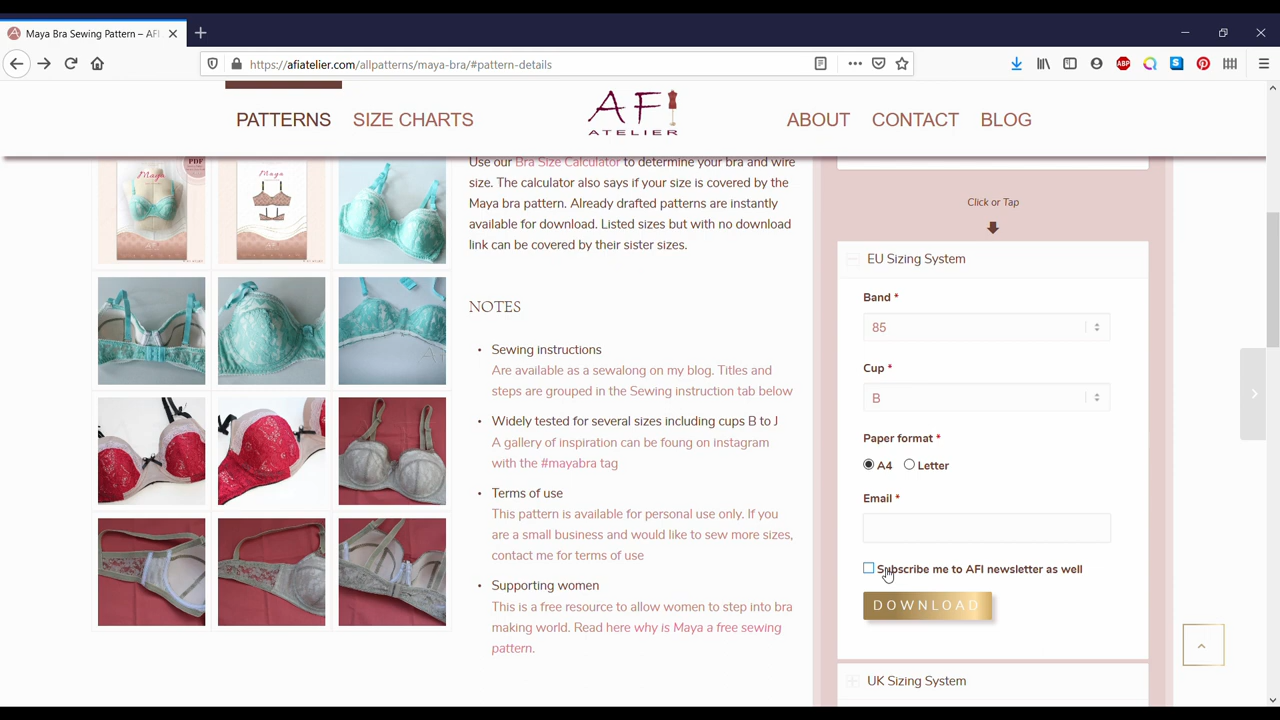 Maya Bra Sewing Pattern – AFI
https://afiatelier.com/allpatterns/maya-bra/#pattern-details
ABP
PATTERNS
SIZE CHARTS
AFI
ATELIER
ABOUT
CONTACT
BLOG
PDF
Maya
Maya
Use our Bra Size Calculator to determine your bra and wire
size. The calculator also says if your size is covered by the
Maya bra pattern. Already drafted patterns are instantly
available for download. Listed sizes but with no download
link can be covered by their sister sizes.
NOTES
• Sewing instructions
Are available as a sewalong on my blog. Titles and
steps are grouped in the Sewing instruction tab below
• Widely tested for several sizes including cups B to J
A gallery of inspiration can be foung on instagram
with the #mayabra tag
• Terms of use
This pattern is available for personal use only. If you
are a small business and would like to sew more sizes,
contact me for terms of use
• Supporting women
This is a free resource to allow women to step into bra
making world. Read here why is Maya a free sewing
pattern.
Click or Tap
EU Sizing System
Band *
85
Cup *
B
Paper format *
A4 Letter
Email *
Subscribe me to AFI newsletter as well
DOWNLOAD
UK Sizing System